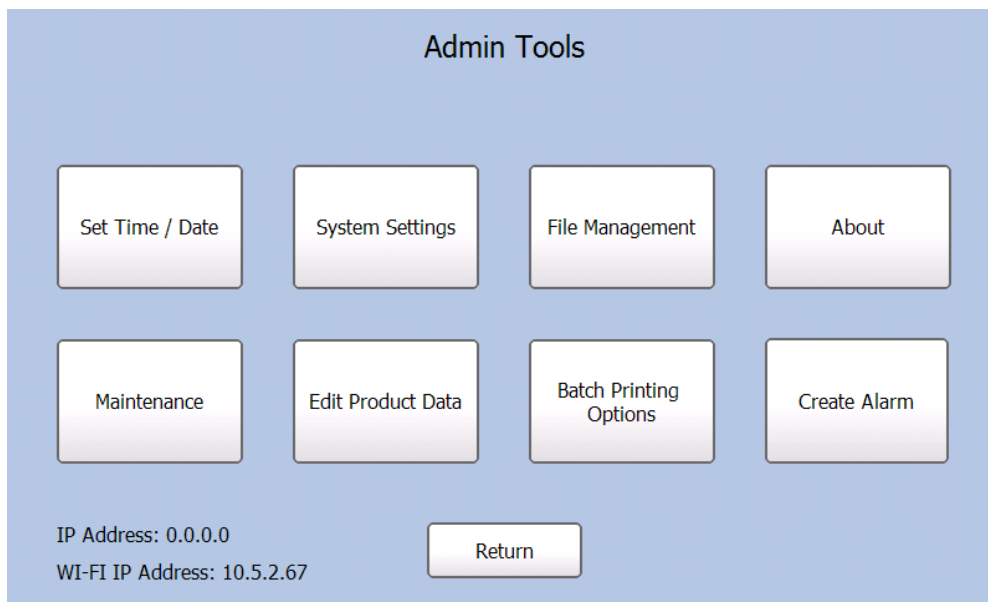 Admin Tools
Set Time / Date
System Settings
File Management
About
Maintenance
Edit Product Data
Batch Printing
Options
Create Alarm
IP Address: 0.0.0.0
WI-FI IP Address: 10.5.2.67
Return